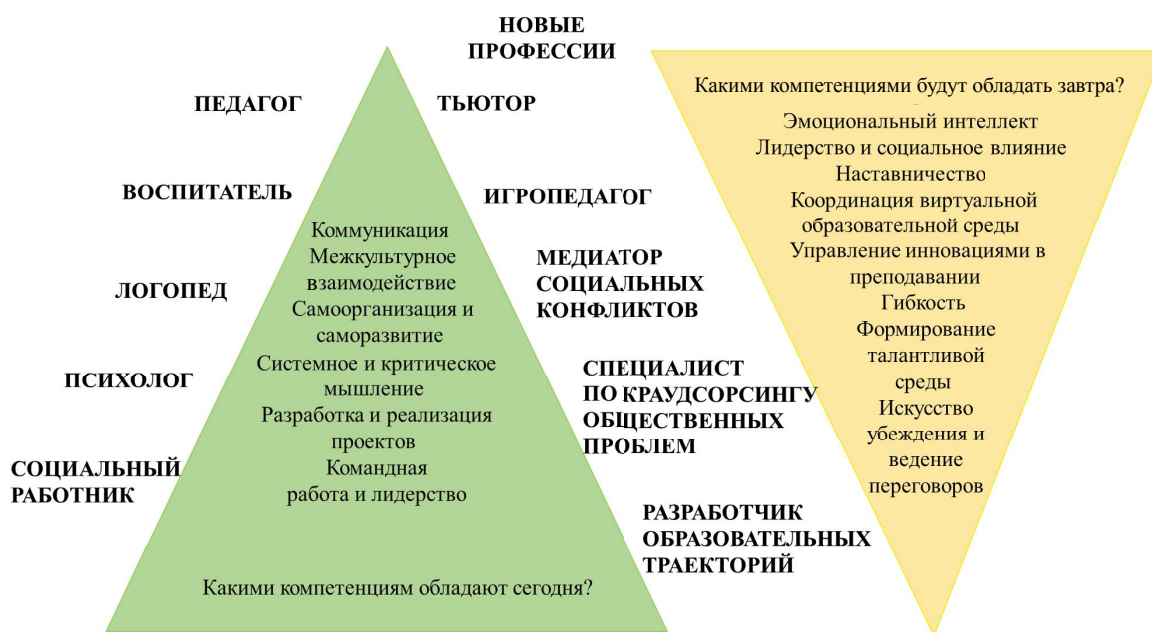 НОВЫЕ
ПРОФЕССИИ
ПЕДАГОГ
ВОСПИТАТЕЛЬ
ЛОГОПЕД
ПСИХОЛОГ
СОЦИАЛЬНЫЙ
РАБОТНИК
Коммуникация
Межкультурное
взаимодействие
Самоорганизация и
саморазвитие
Системное и критическое
мышление
Разработка и реализация
проектов
Командная
работа и лидерство
Какими компетенциям обладают сегодня?
ТЬЮТОР
ИГРОПЕДАГОГ
МЕДИАТОР
СОЦИАЛЬНЫХ
КОНФЛИКТОВ
СПЕЦИАЛИСТ
ПО КРАУДСОРСИНГУ
ОБЩЕСТВЕННЫХ
ПРОБЛЕМ
РАЗРАБОТЧИК
ОБРАЗОВАТЕЛЬНЫХ
ТРАЕКТОРИЙ
Какими компетенциями будут обладать завтра?
Эмоциональный интеллект
Лидерство и социальное влияние
Наставничество
Координация виртуальной
образовательной среды
Управление инновациями в
преподавании
Гибкость
Формирование
талантливой
среды
Искусство
убеждения и
ведение
переговоров